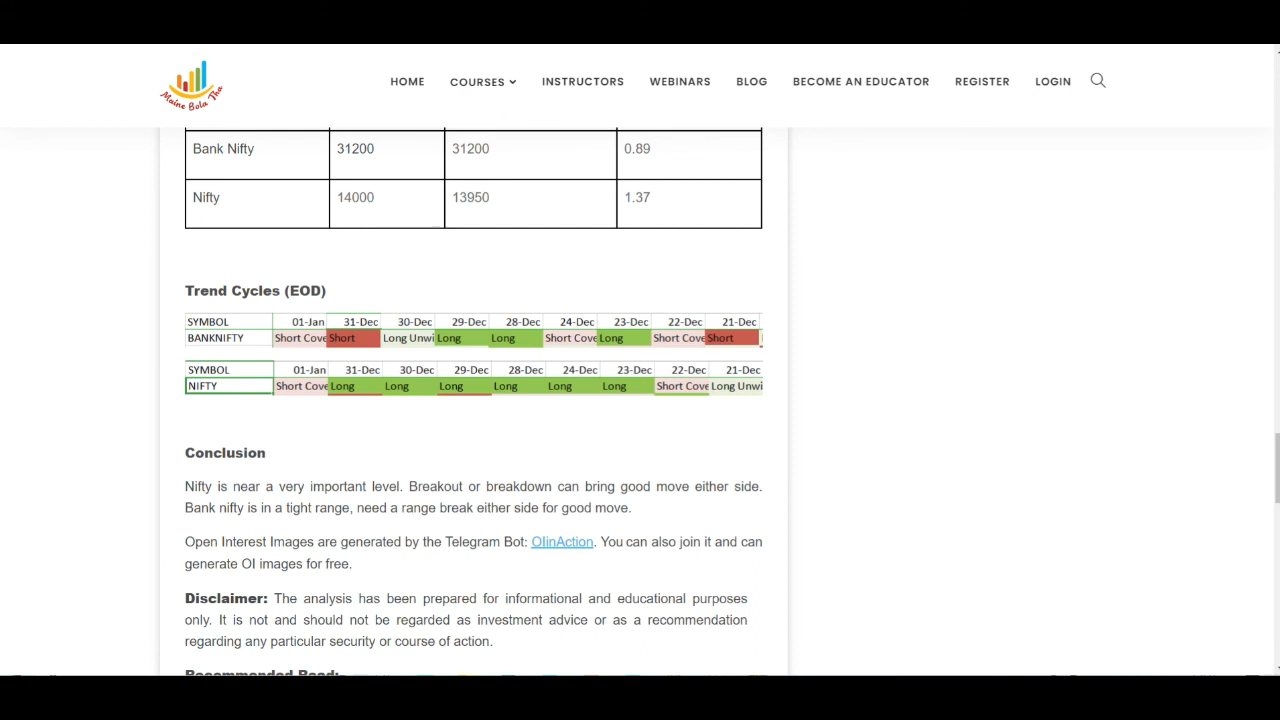 Maine Bola Tha
HOME COURSES INSTRUCTORS WEBINARS BLOG BECOME AN EDUCATOR REGISTER LOGIN
Bank Nifty 31200 31200 0.89
Nifty 14000 13950 1.37
Trend Cycles (EOD)
SYMBOL 01-Jan 31-Dec 30-Dec 29-Dec 28-Dec 24-Dec 23-Dec 22-Dec 21-Dec
BANKNIFTY Short Cove Short Long Unwi Long Long Short Cove Long Short Cove Short
SYMBOL 01-Jan 31-Dec 30-Dec 29-Dec 28-Dec 24-Dec 23-Dec 22-Dec 21-Dec
NIFTY Short Cove Long Long Long Long Long Long Short Cove Long Unwi
Conclusion
Nifty is near a very important level. Breakout or breakdown can bring good move either side.
Bank nifty is in a tight range, need a range break either side for good move.
Open Interest Images are generated by the Telegram Bot: OIinAction. You can also join it and can
generate OI images for free.
Disclaimer: The analysis has been prepared for informational and educational purposes
only. It is not and should not be regarded as investment advice or as a recommendation
regarding any particular security or course of action.
Recommended Read: